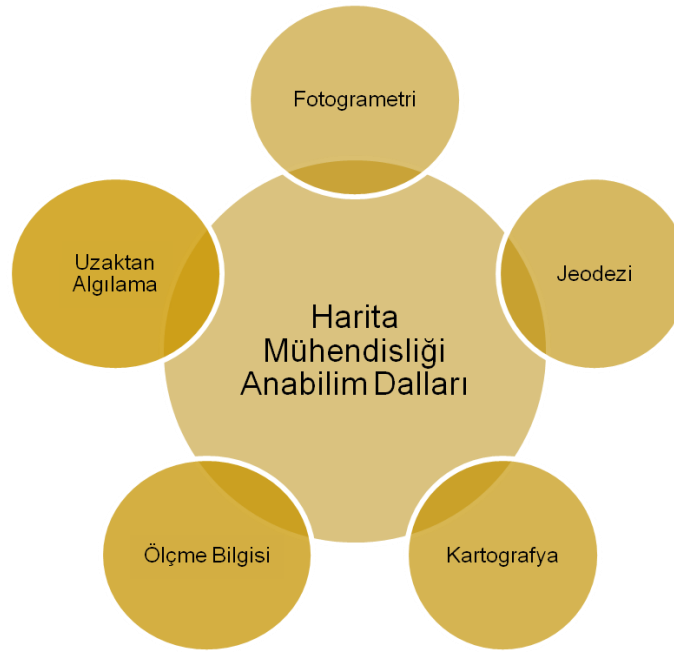 Fotogrametri
Uzaktan
Algılama
Jeodezi
Harita
Mühendisliği
Anabilim Dalları
Ölçme Bilgisi
Kartografya